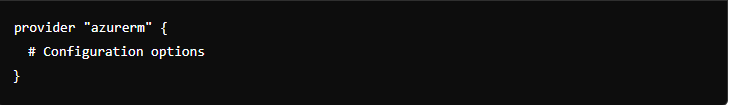 provider "azurerm" {
  # Configuration options
}